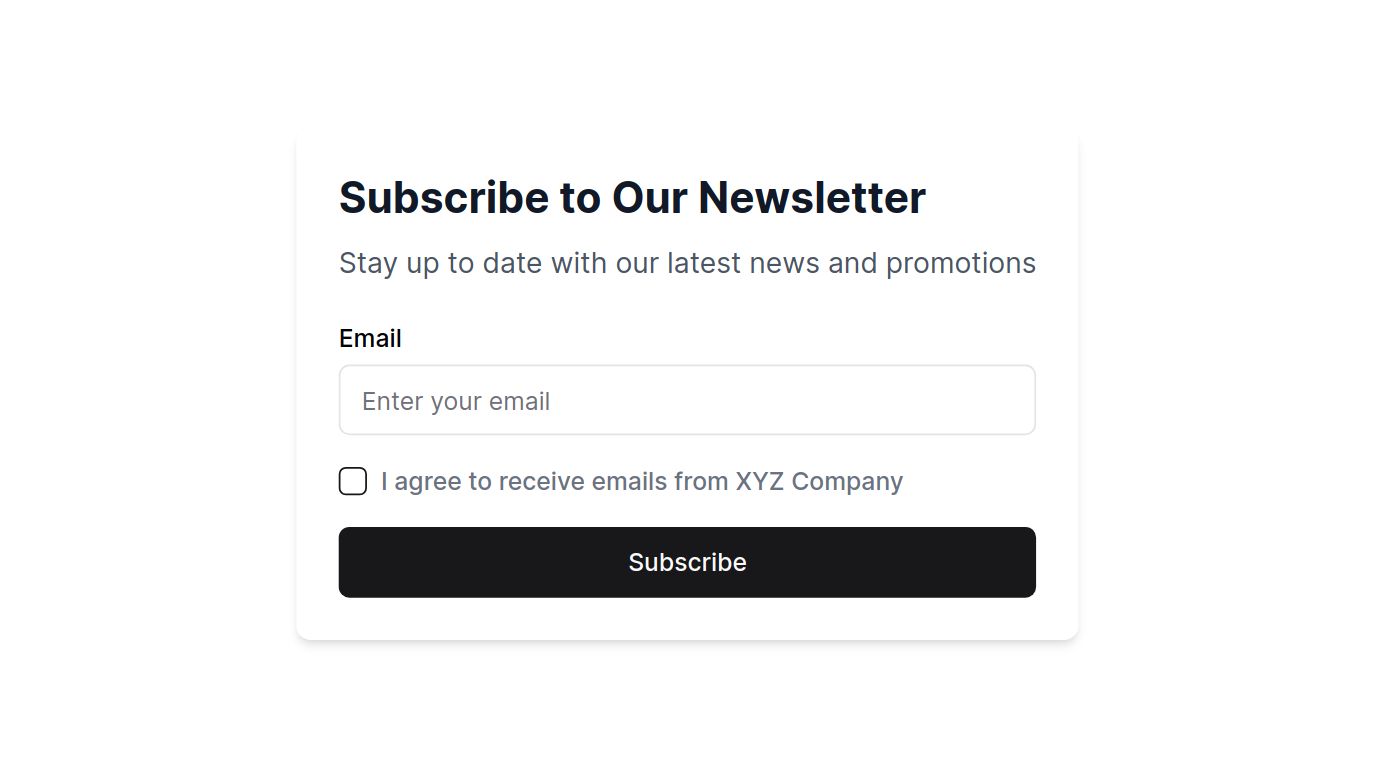 Subscribe to Our Newsletter
Stay up to date with our latest news and promotions
Email
Enter your email
I agree to receive emails from XYZ Company
Subscribe